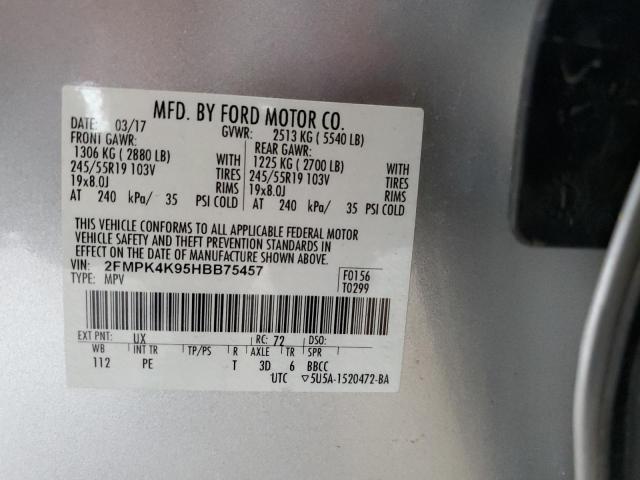 MFD. BY FORD MOTOR CO.
DATE: 03/17 GVWR: 2513 KG ( 5540 LB)
FRONT GAWR: REAR GAWR:
1306 KG ( 2880 LB) WITH 1225 KG ( 2700 LB) WITH
245/55R19 103V TIRES 245/55R19 103V TIRES
19x8.0J RIMS 19x8.0J RIMS
AT 240 kPa/ 35 PSI COLD AT 240 kPa/ 35 PSI COLD
THIS VEHICLE CONFORMS TO ALL APPLICABLE FEDERAL MOTOR
VEHICLE SAFETY AND THEFT PREVENTION STANDARDS IN
EFFECT ON THE DATE OF MANUFACTURE SHOWN ABOVE.
VIN: 2FMPK4K95HBB75457 F0156
TYPE: MPV T0299
EXT PNT: UX RC: 72 DSO:
WB INT TR TP/PS R AXLE TR SPR
112 PE T 3D 6 BBCC
UTC ▽5U5A-1520472-BA